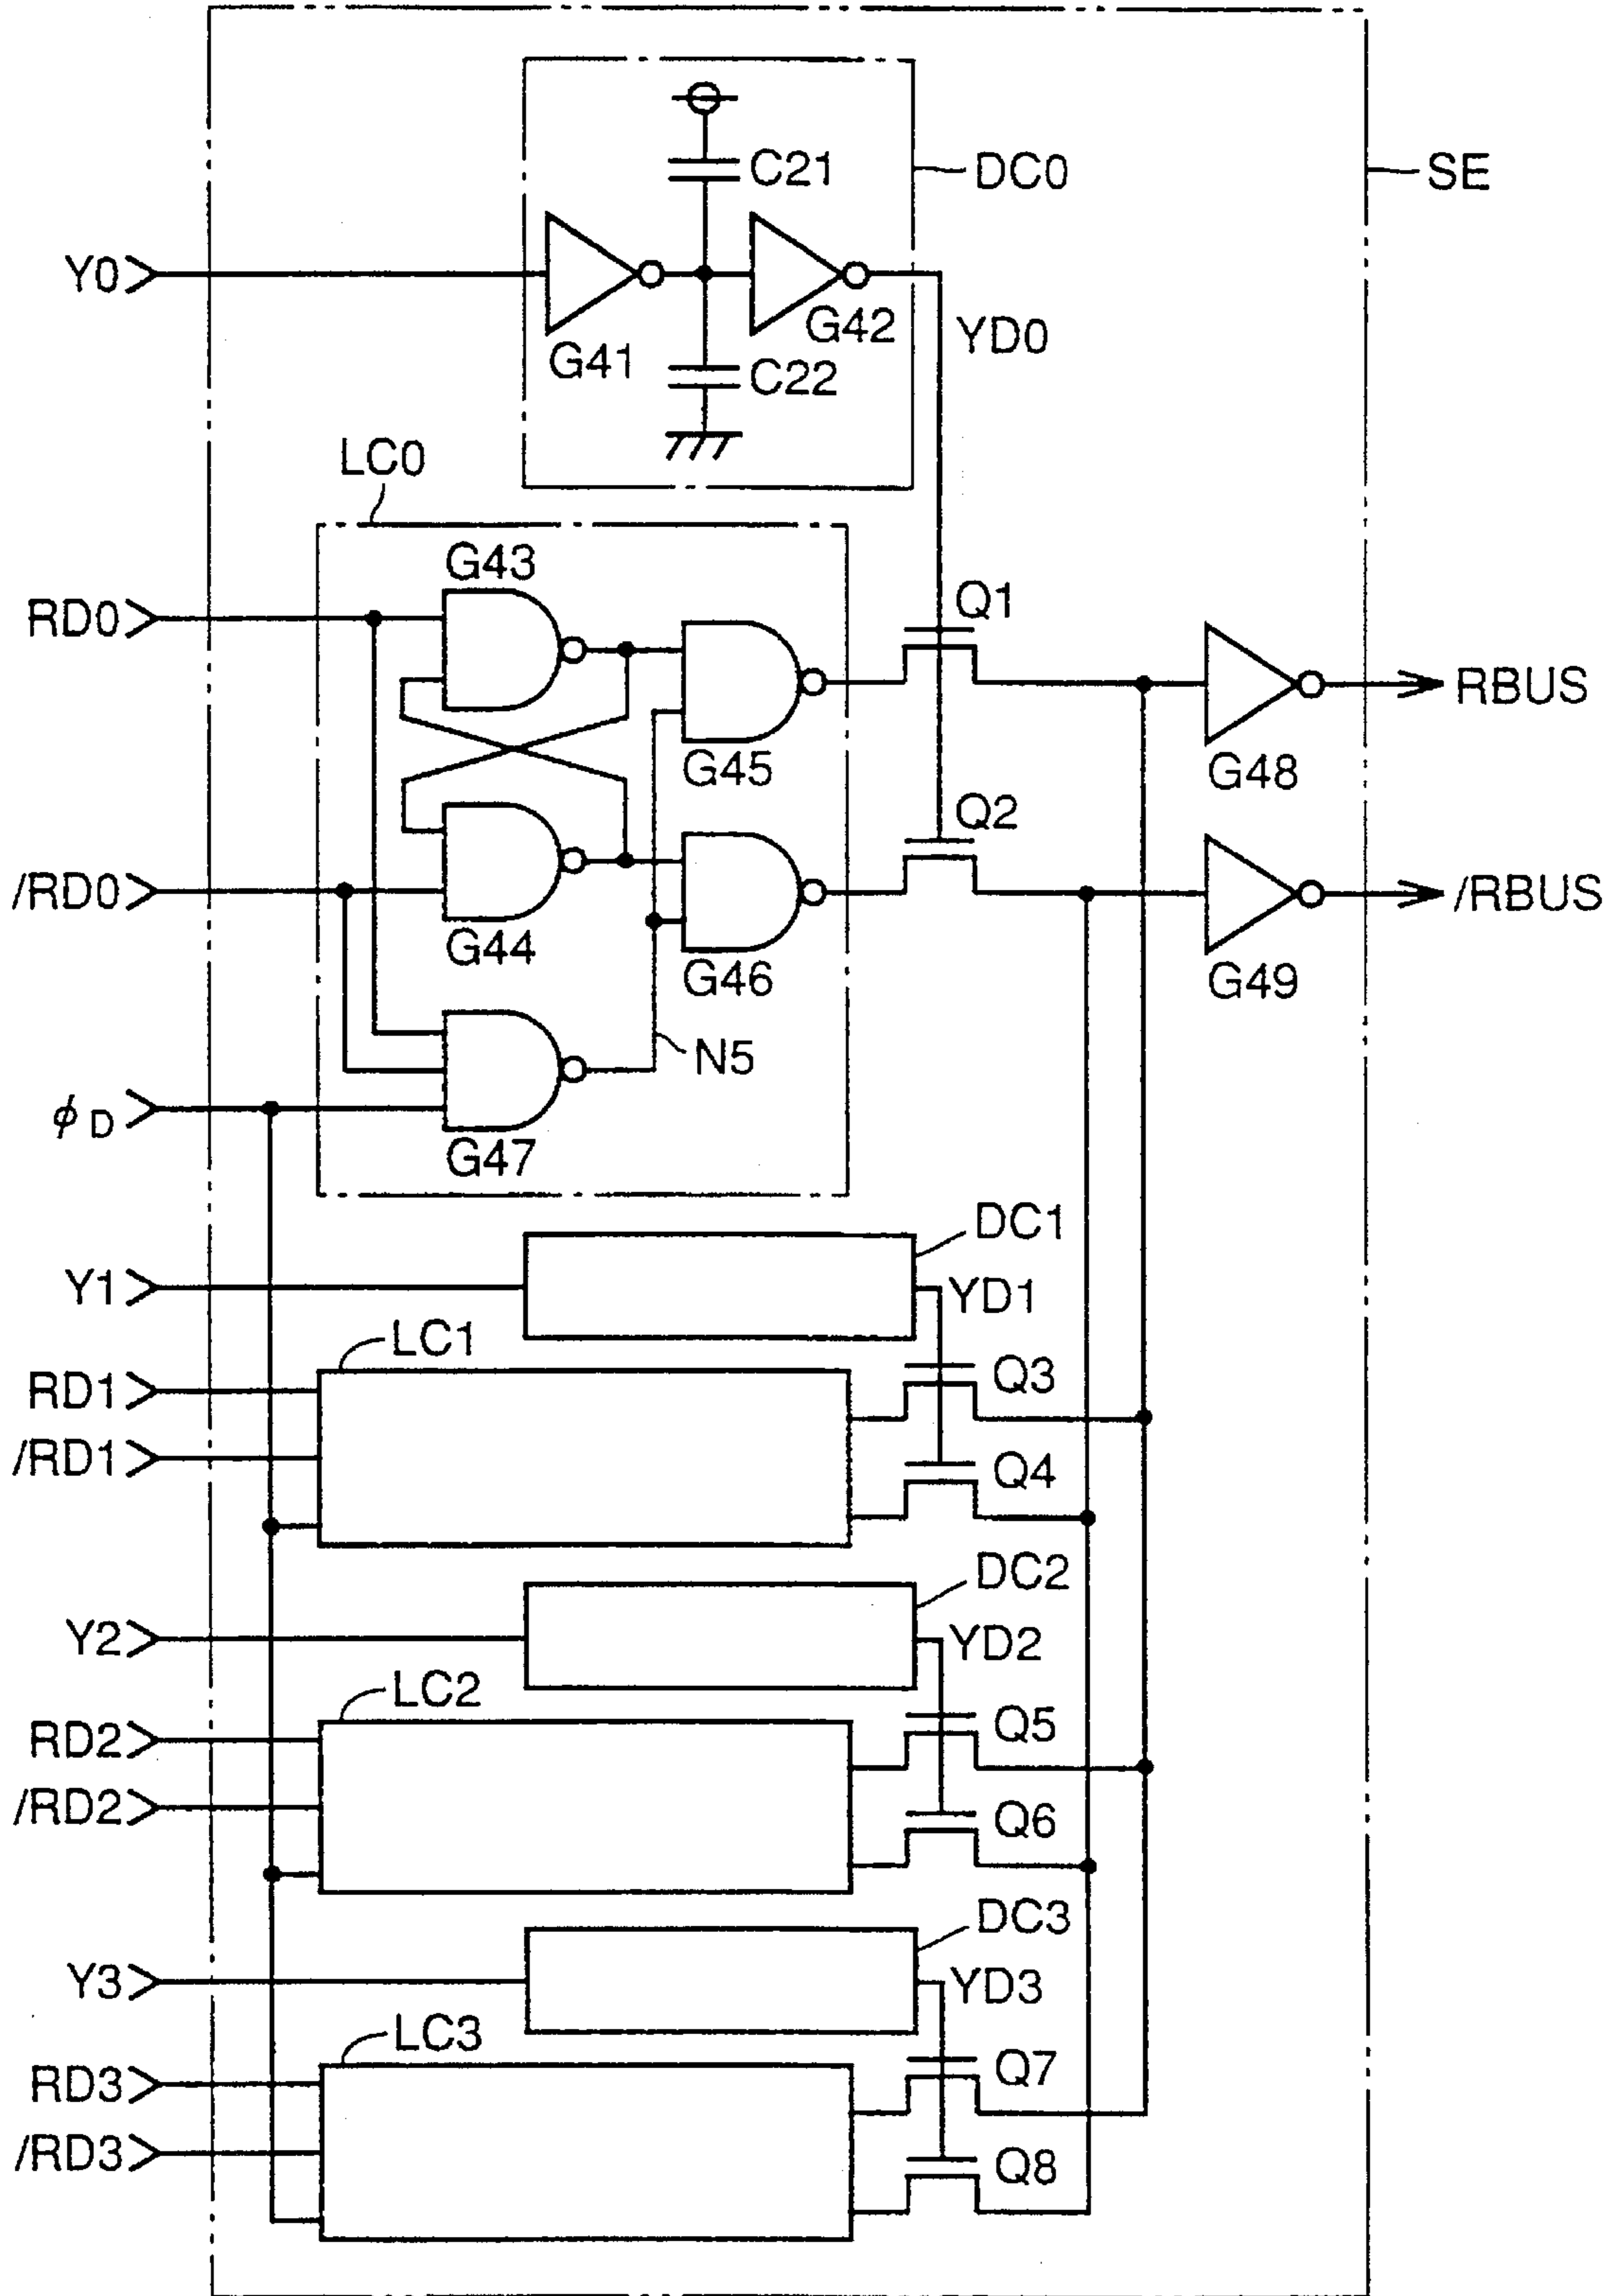 C21
DC0
SE
Y0
G42
YD0
G41
C22
LC0
G43
Q1
RD0
RBUS
G45
G48
Q2
/RD0
/RBUS
G44
G46
G49
N5
φD
G47
DC1
Y1
YD1
LC1
Q3
RD1
/RD1
Q4
DC2
Y2
YD2
LC2
Q5
RD2
/RD2
Q6
DC3
Y3
YD3
LC3
Q7
RD3
/RD3
Q8